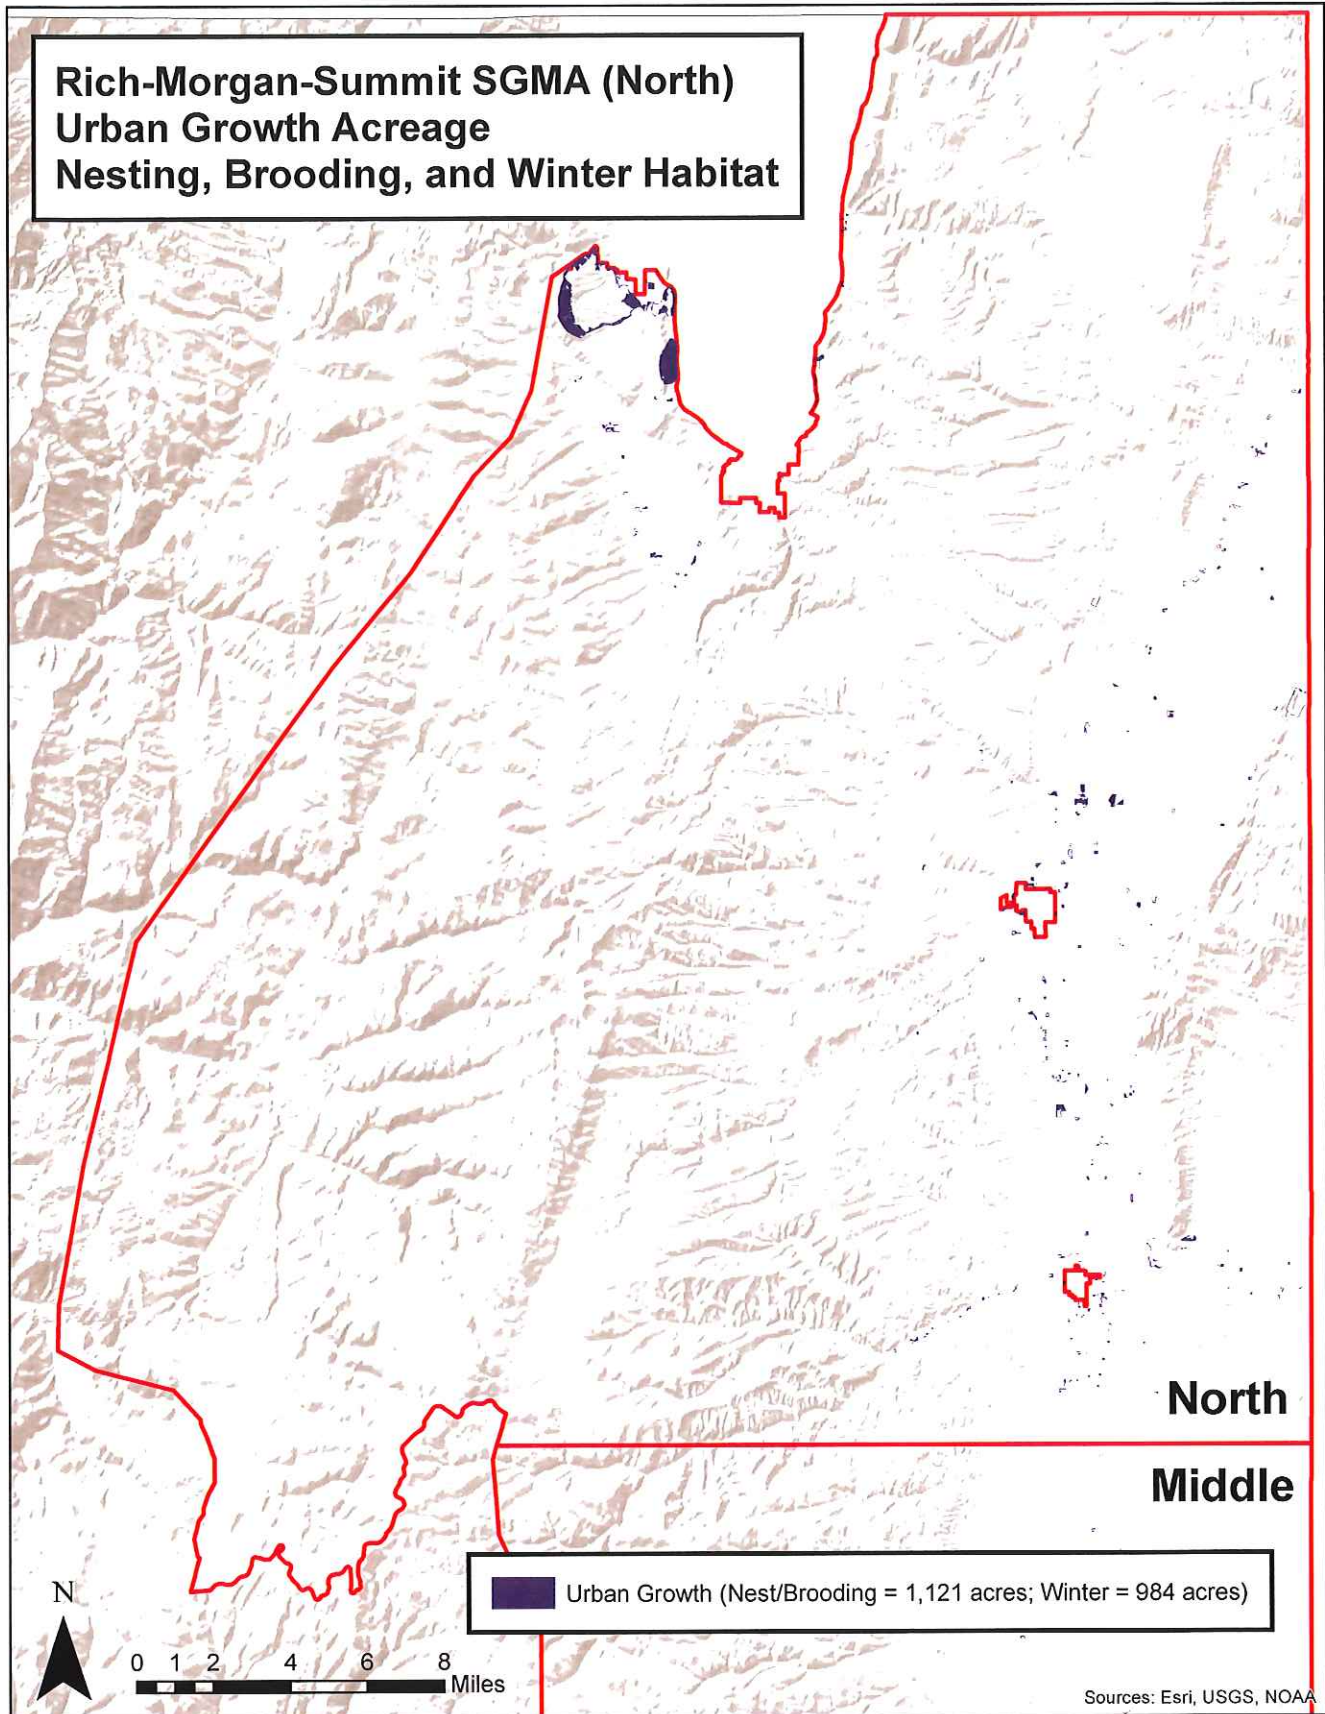 Rich-Morgan-Summit SGMA (North)
Urban Growth Acreage
Nesting, Brooding, and Winter Habitat
North
Middle
Urban Growth (Nest/Brooding = 1,121 acres; Winter = 984 acres)
N
0 1 2 4 6 8
Miles
Sources: Esri, USGS, NOAA